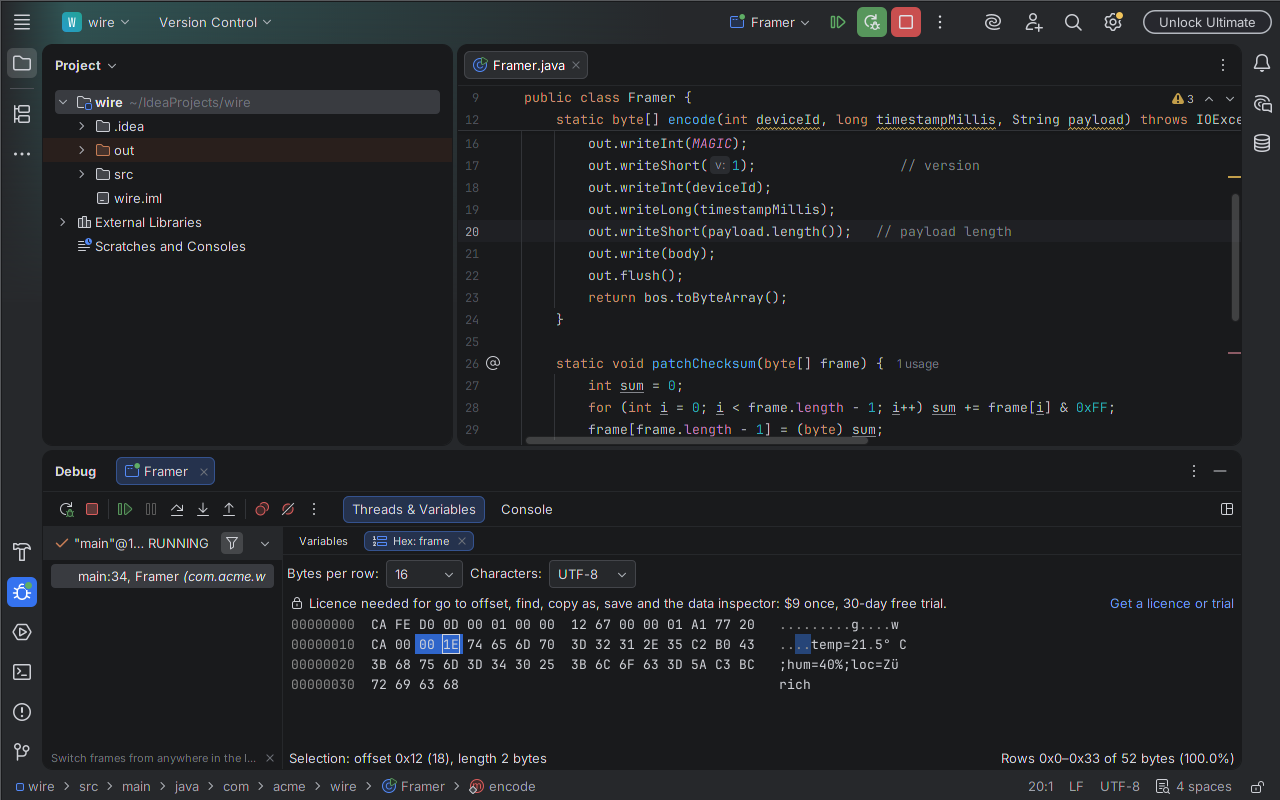 W wire Version Control Framer Unlock Ultimate
Project
wire ~/IdeaProjects/wire
.idea
out
src
wire.iml
External Libraries
Scratches and Consoles
Framer.java
3
9 public class Framer {
12 static byte[] encode(int deviceId, long timestampMillis, String payload) throws IOExce
16 out.writeInt(MAGIC);
17 out.writeShort( v: 1); // version
18 out.writeInt(deviceId);
19 out.writeLong(timestampMillis);
20 out.writeShort(payload.length()); // payload length
21 out.write(body);
22 out.flush();
23 return bos.toByteArray();
24 }
25
26 static void patchChecksum(byte[] frame) { 1 usage
27 int sum = 0;
28 for (int i = 0; i < frame.length - 1; i++) sum += frame[i] & 0xFF;
29 frame[frame.length - 1] = (byte) sum;
Debug Framer
Threads & Variables Console
"main"@1... RUNNING
main:34, Framer (com.acme.w
Switch frames from anywhere in the I...
Variables Hex: frame
Bytes per row: 16 Characters: UTF-8
Licence needed for go to offset, find, copy as, save and the data inspector: $9 once, 30-day free trial. Get a licence or trial
00000000 CA FE D0 0D 00 01 00 00 12 67 00 00 01 A1 77 20 .........g....w
00000010 CA 00 00 1E 74 65 6D 70 3D 32 31 2E 35 C2 B0 43 ....temp=21.5° C
00000020 3B 68 75 6D 3D 34 30 25 3B 6C 6F 63 3D 5A C3 BC ;hum=40%;loc=Zü
00000030 72 69 63 68 rich
Selection: offset 0x12 (18), length 2 bytes Rows 0x0–0x33 of 52 bytes (100.0%)
wire src main java com acme wire Framer encode 20:1 LF UTF-8 4 spaces